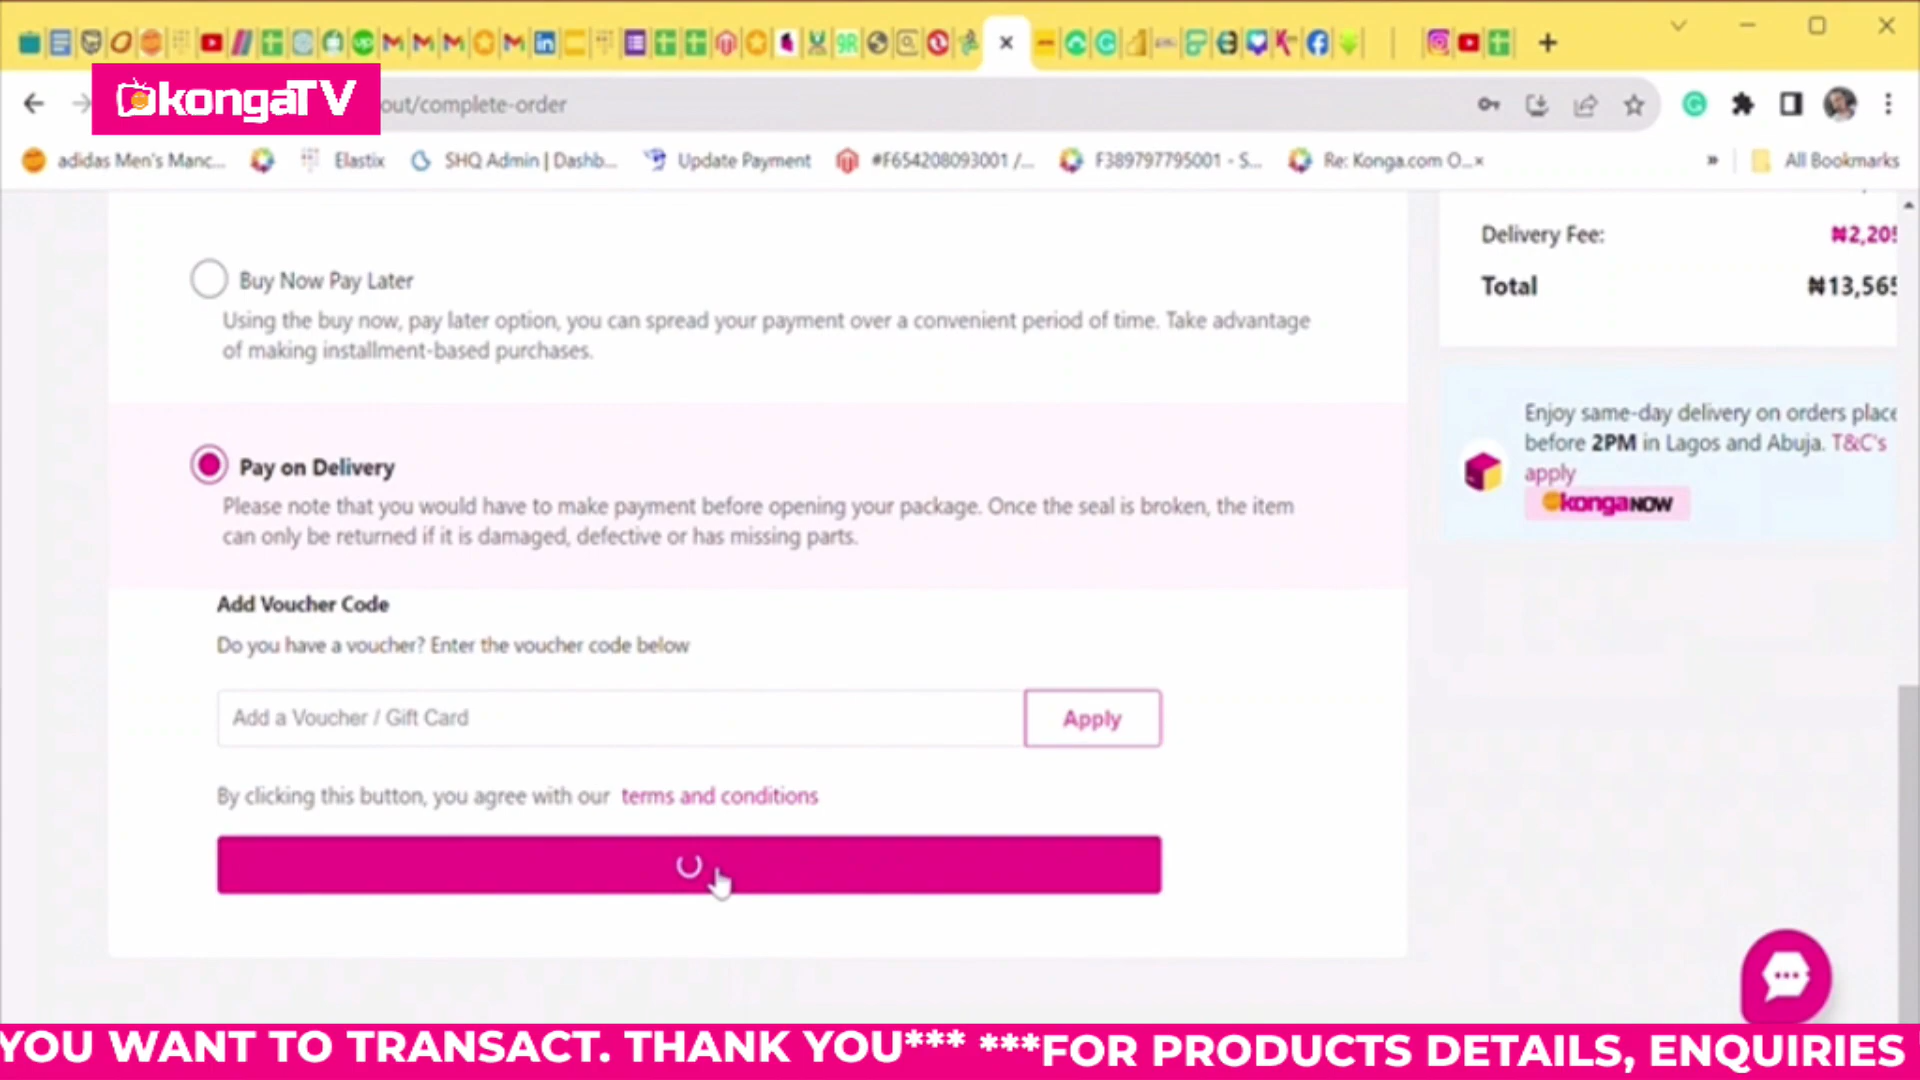 kongaTV
out/complete-order
adidas Men's Manc...
Elastix
SHQ Admin | Dashb...
Update Payment
#F654208093001 /...
F389797795001 - S...
Re: Konga.com O...×
»
All Bookmarks
Delivery Fee:
₦2,205
Total
₦13,565
Buy Now Pay Later
Using the buy now, pay later option, you can spread your payment over a convenient period of time. Take advantage
of making installment-based purchases.
Enjoy same-day delivery on orders place
before 2PM in Lagos and Abuja. T&C's
apply
konga NOW
Pay on Delivery
Please note that you would have to make payment before opening your package. Once the seal is broken, the item
can only be returned if it is damaged, defective or has missing parts.
Add Voucher Code
Do you have a voucher? Enter the voucher code below
Add a Voucher / Gift Card
Apply
By clicking this button, you agree with our terms and conditions
YOU WANT TO TRANSACT. THANK YOU*** ***FOR PRODUCTS DETAILS, ENQUIRIES